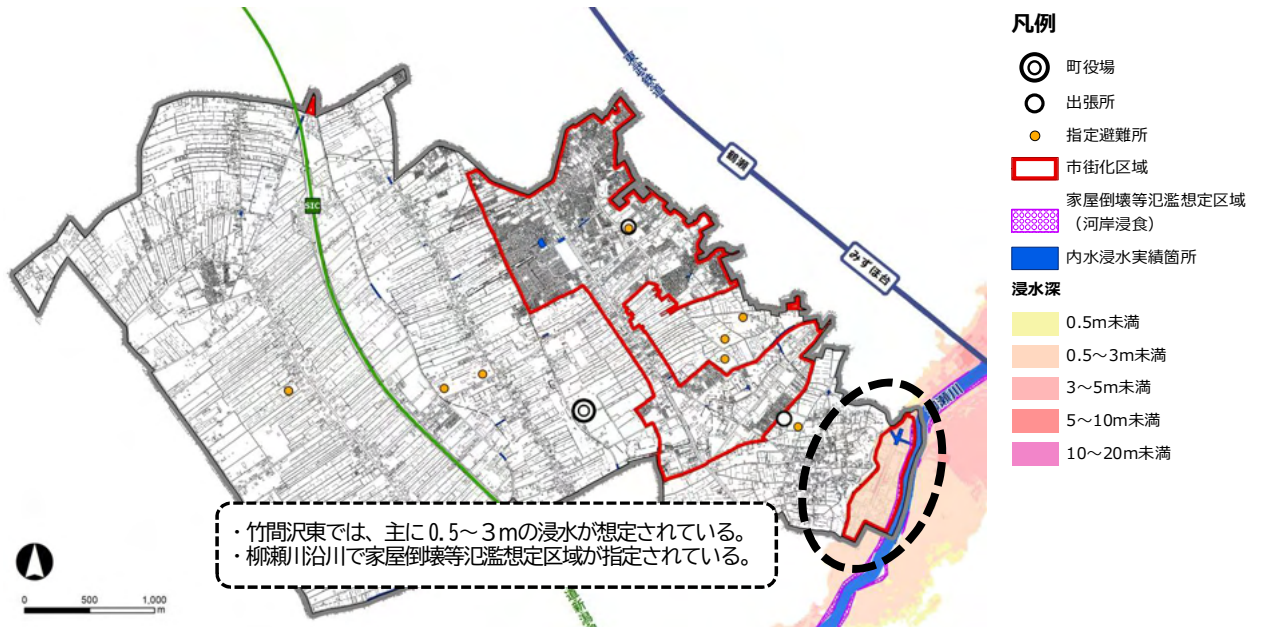 東武鉄道
鶴瀬
みずほ台
SIC
瀬川
・竹間沢東では、主に0.5～3mの浸水が想定されている。
・柳瀬川沿川で家屋倒壊等氾濫想定区域が指定されている。
0 500 1,000
m
凡例
町役場
出張所
指定避難所
市街化区域
家屋倒壊等氾濫想定区域
（河岸浸食）
内水浸水実績箇所
浸水深
0.5m未満
0.5～3m未満
3～5m未満
5～10m未満
10～20m未満